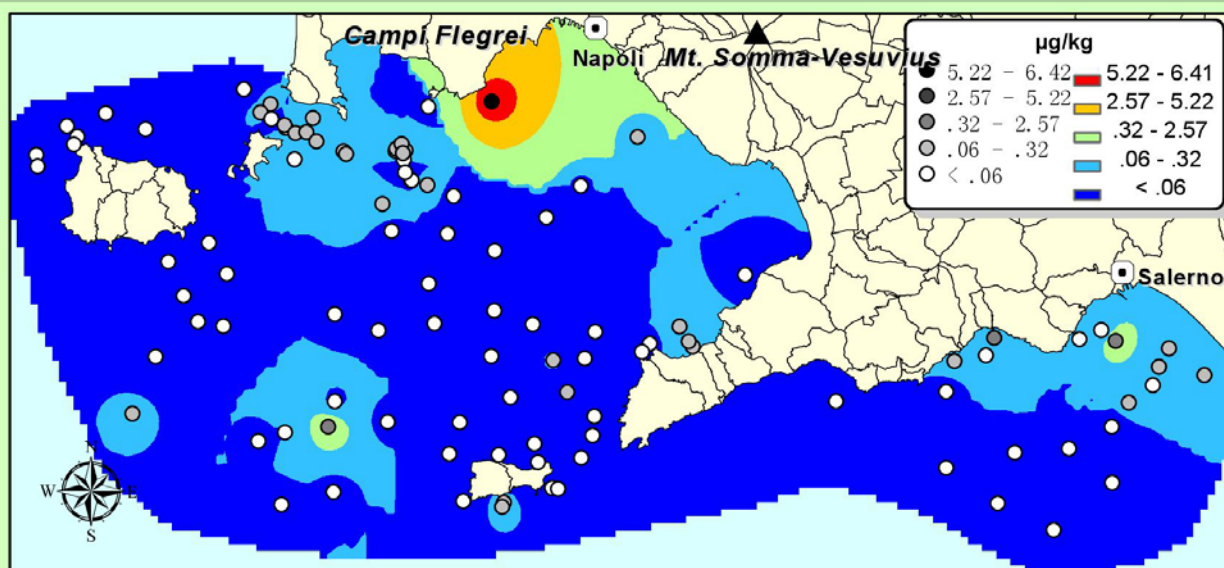 Campi Flegrei
Napoli
Mt. Somma-Vesuvius
µg/kg
5.22 - 6.42
5.22 - 6.41
2.57 - 5.22
2.57 - 5.22
.32 - 2.57
.32 - 2.57
.06 - .32
.06 - .32
< .06
< .06
Salerno
N
W
E
S